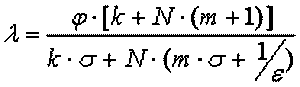 λ = φ·[k + N·(m + 1)] / k·σ + N·(m·σ + 1/ε)